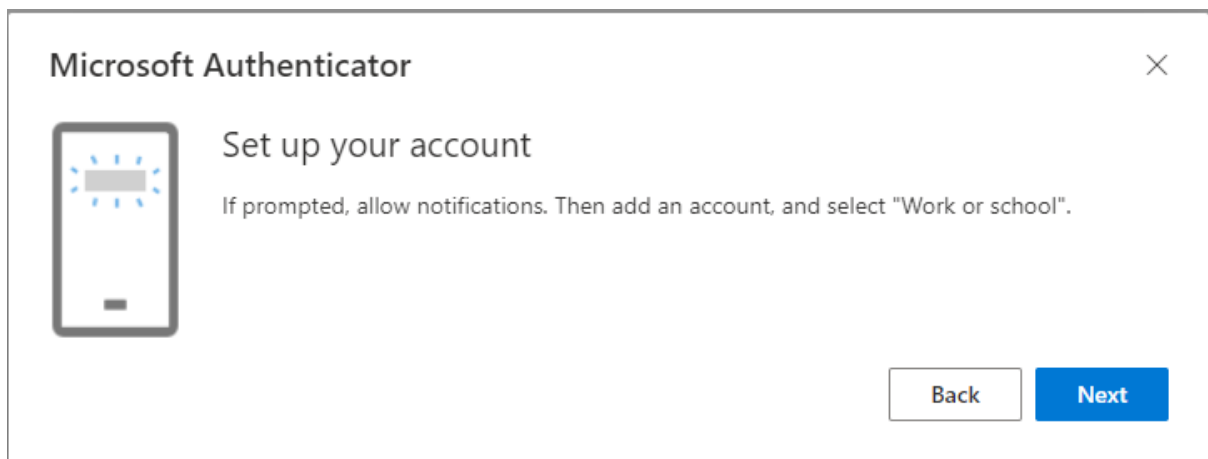 Microsoft Authenticator
Set up your account
If prompted, allow notifications. Then add an account, and select "Work or school".
Back
Next